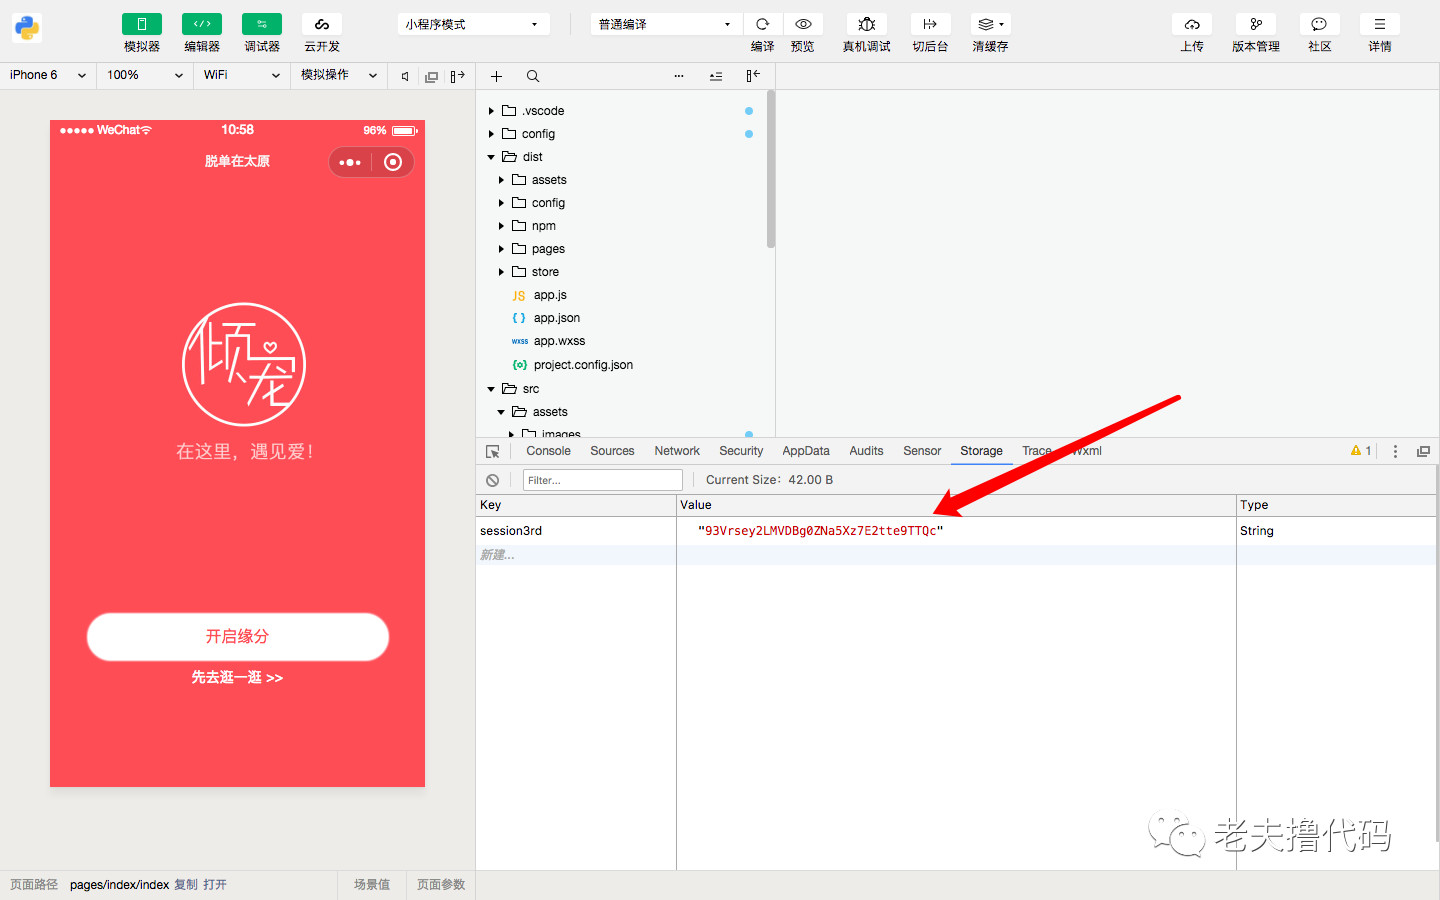 小程序模式
普通编译
模拟器 编辑器 调试器 云开发 编译 预览 真机调试 切后台 清缓存 上传 版本管理 社区 详情
iPhone 6 100% WiFi 模拟操作
WeChat 10:58 96%
脱单在太原
倾宠
在这里，遇见爱！
开启缘分
先去逛一逛 >>
.vscode
config
dist
assets
config
npm
pages
store
JS app.js
{ } app.json
WXSS app.wxss
{o} project.config.json
src
assets
images
Console Sources Network Security AppData Audits Sensor Storage Trace Wxml 1
Filter... Current Size: 42.00 B
Key Value Type
session3rd "93Vrsey2LMVDBg0ZNa5Xz7E2tte9TTQc" String
新建...
老夫撸代码
页面路径 pages/index/index 复制 打开 场景值 页面参数